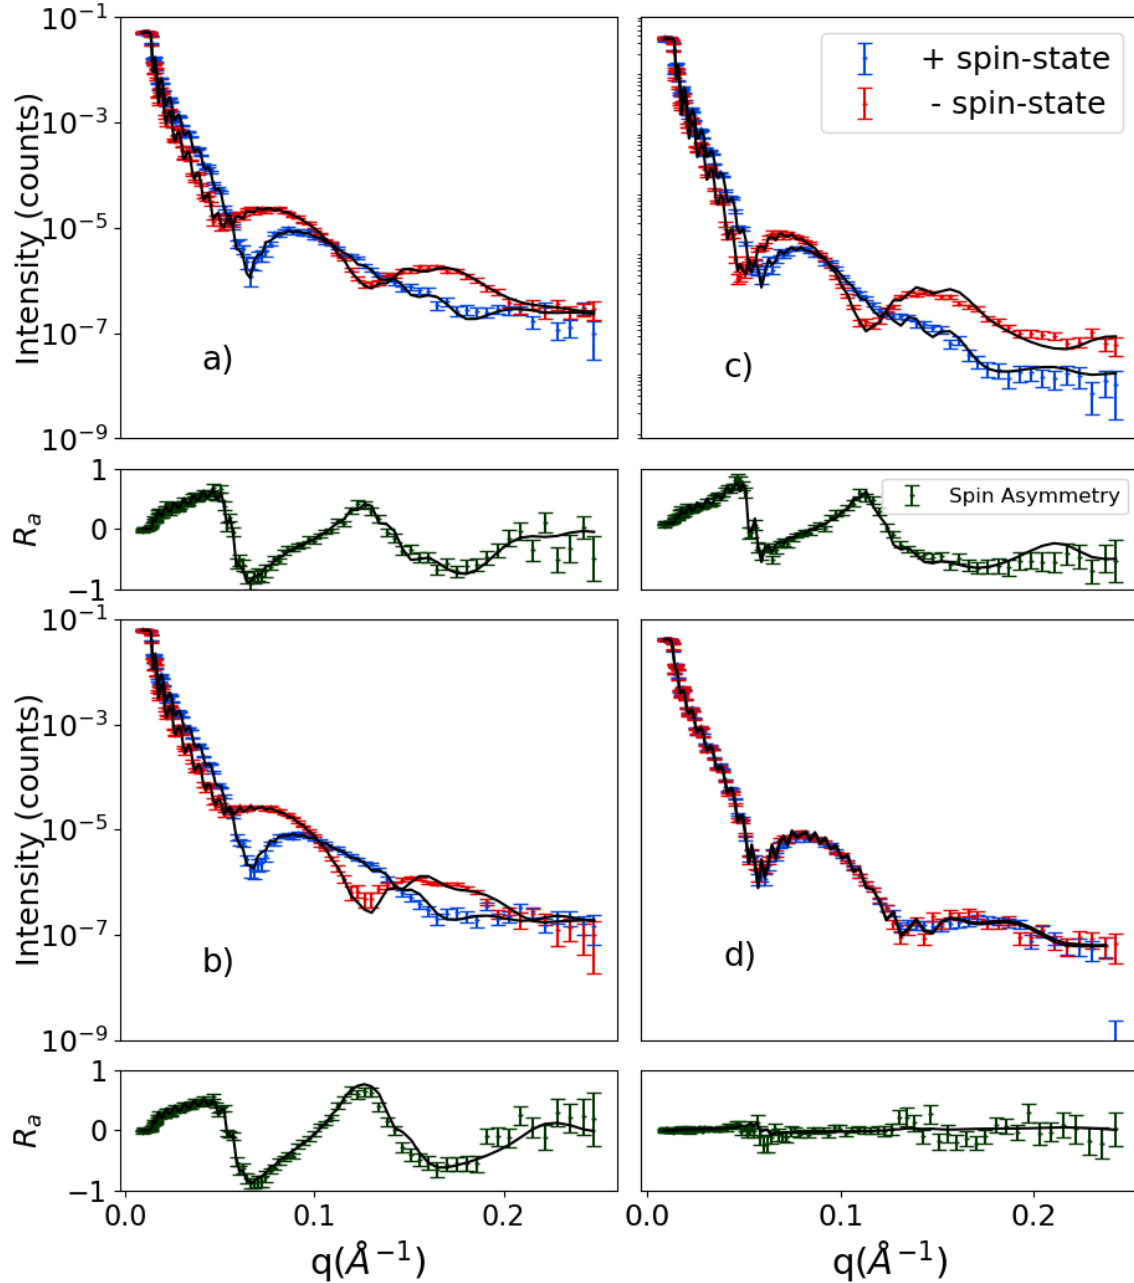 10⁻¹
10⁻³
10⁻⁵
10⁻⁷
10⁻⁹
Intensity (counts)
a)
+ spin-state
- spin-state
c)
1
0
−1
R_a
Spin Asymmetry
10⁻¹
10⁻³
10⁻⁵
10⁻⁷
10⁻⁹
Intensity (counts)
b)
d)
1
0
−1
R_a
0.0 0.1 0.2
q(Å⁻¹)
0.0 0.1 0.2
q(Å⁻¹)